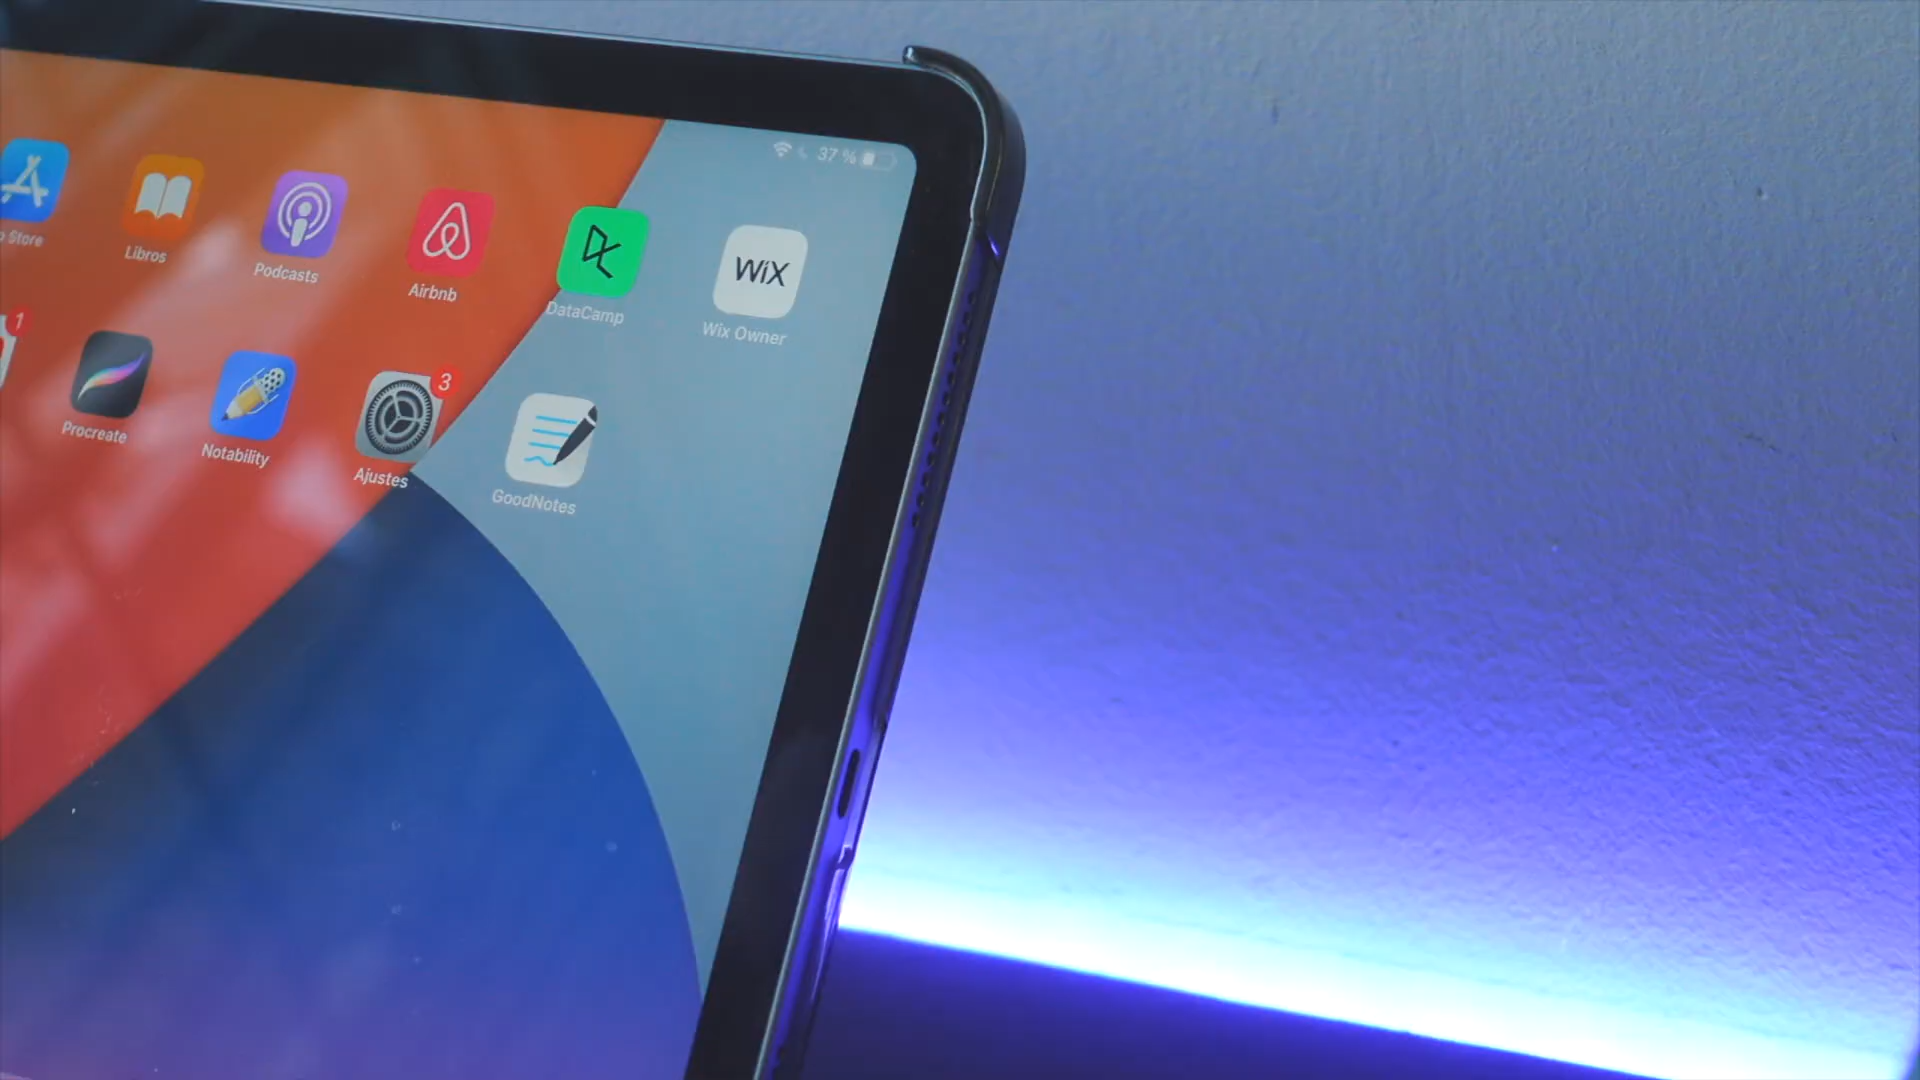 37 %
p Store
Libros
Podcasts
Airbnb
DataCamp
WiX
Wix Owner
1
3
Procreate
Notability
Ajustes
GoodNotes